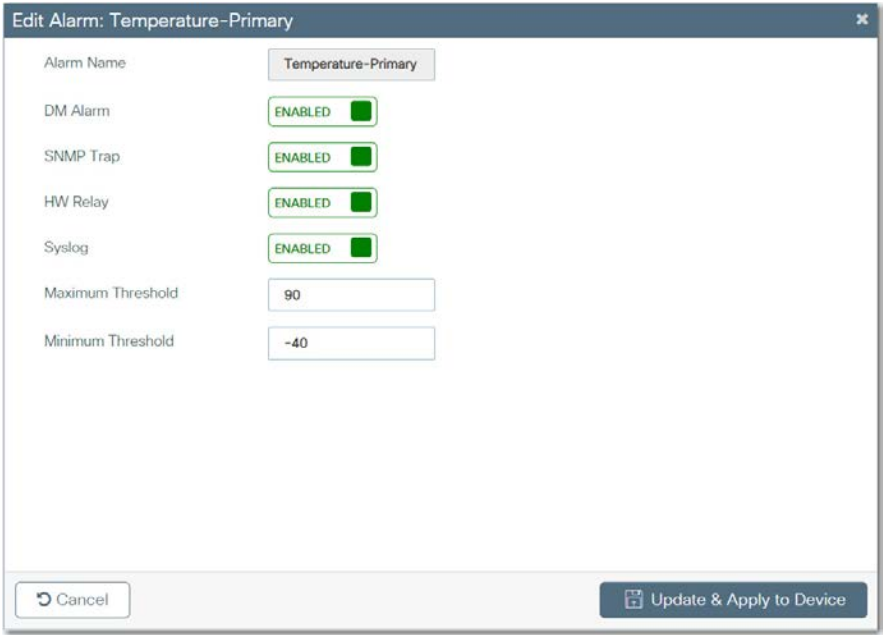 Edit Alarm: Temperature-Primary
Alarm Name Temperature-Primary
DM Alarm ENABLED
SNMP Trap ENABLED
HW Relay ENABLED
Syslog ENABLED
Maximum Threshold 90
Minimum Threshold -40
Cancel Update & Apply to Device